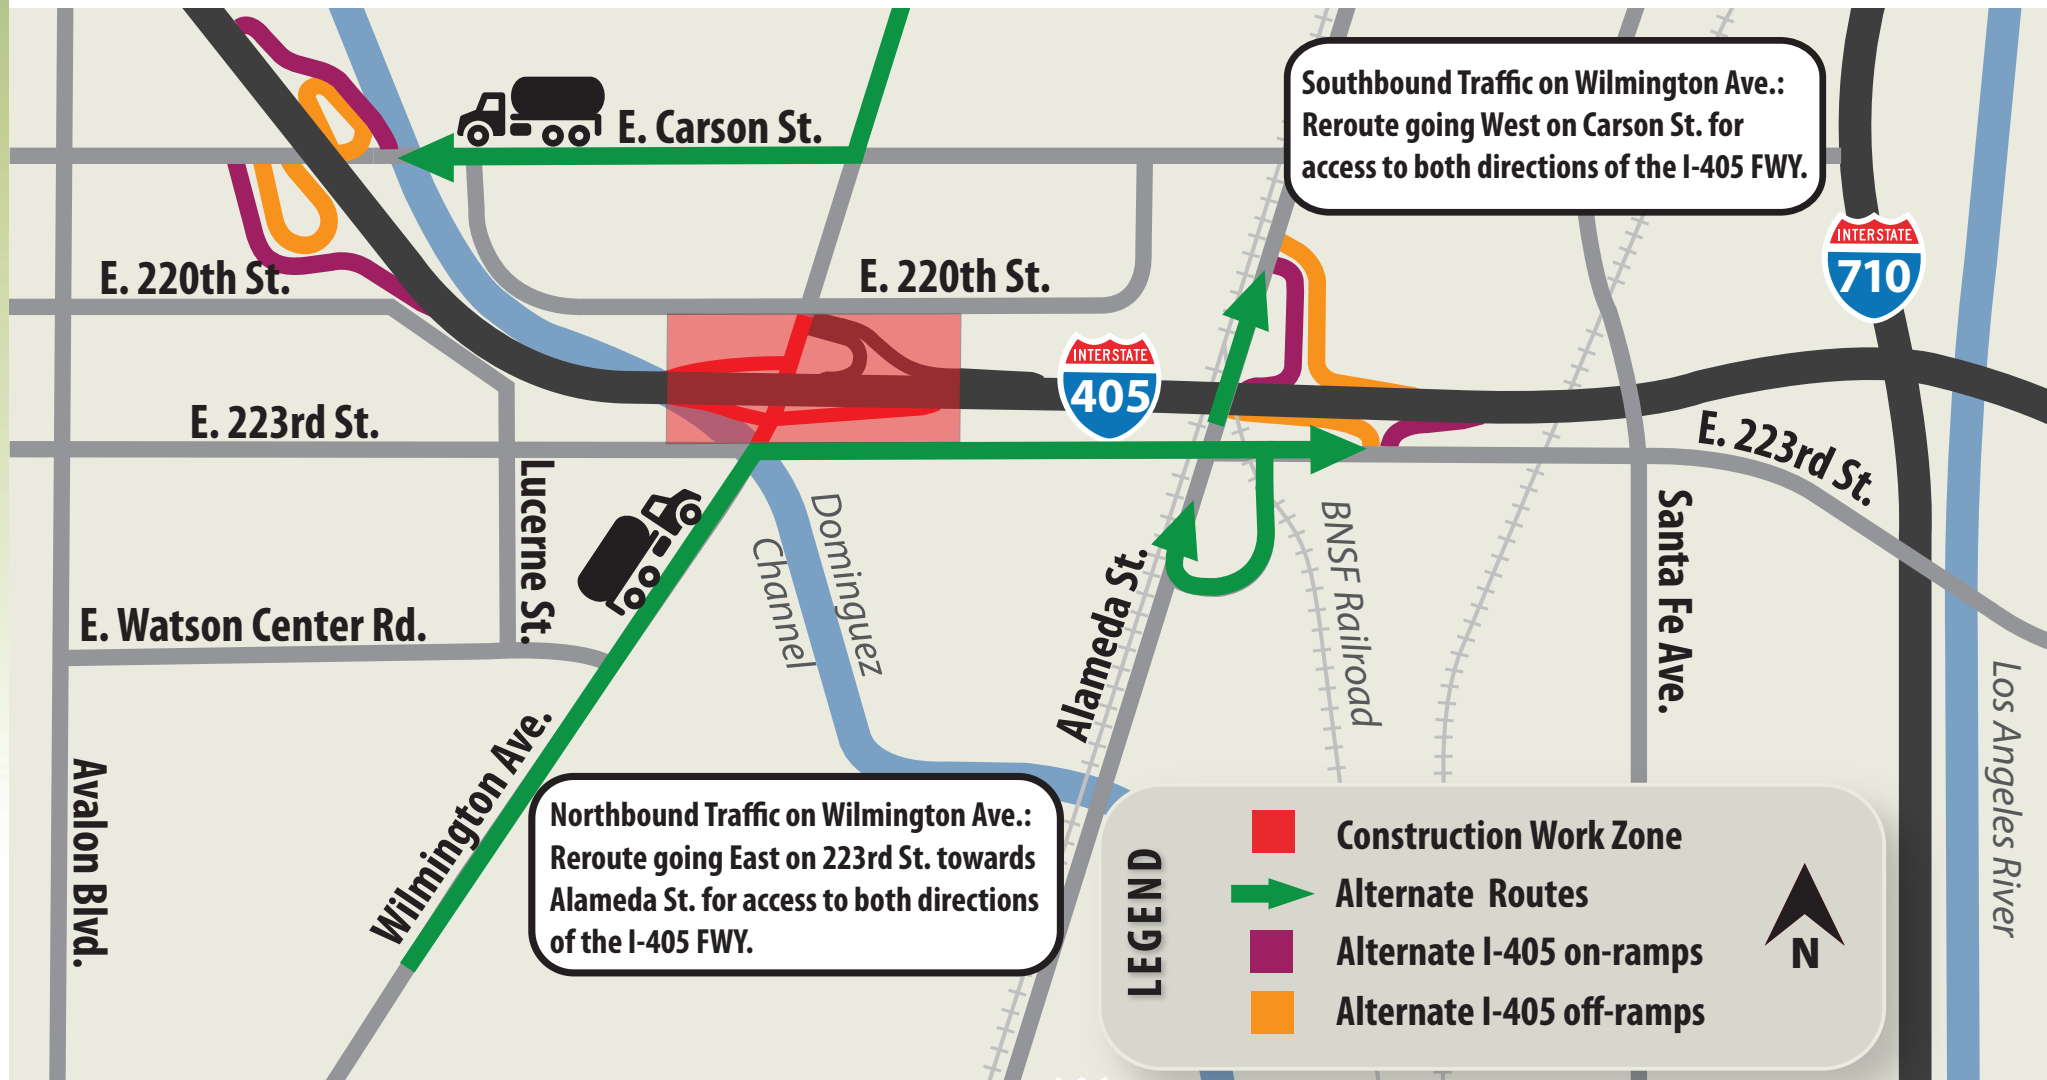 Southbound Traffic on Wilmington Ave.:
Reroute going West on Carson St. for
access to both directions of the I-405 FWY.
E. Carson St.
E. 220th St.
E. 220th St.
INTERSTATE
710
INTERSTATE
405
E. 223rd St.
E. 223rd St.
Lucerne St.
Dominguez
Channel
BNSF Railroad
Alameda St.
Santa Fe Ave.
E. Watson Center Rd.
Los Angeles River
Wilmington Ave.
Avalon Blvd.
Northbound Traffic on Wilmington Ave.:
Reroute going East on 223rd St. towards
Alameda St. for access to both directions
of the I-405 FWY.
LEGEND
Construction Work Zone
Alternate Routes
Alternate I-405 on-ramps
Alternate I-405 off-ramps
N